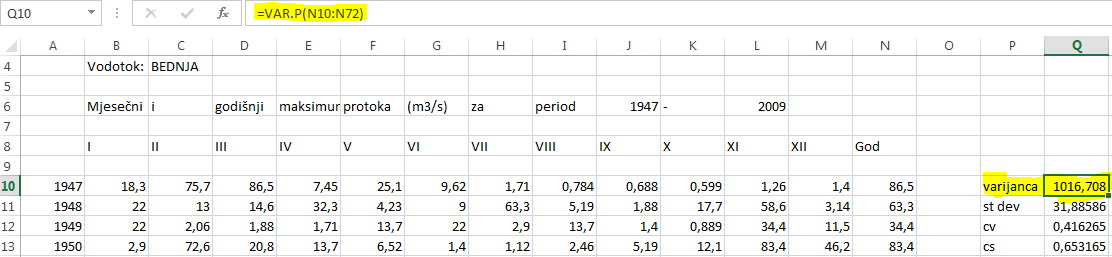 Q10 fx =VAR.P(N10:N72)
A B C D E F G H I J K L M N O P Q
4 Vodotok: BEDNJA
5
6 Mjesečni i godišnji maksimur protoka (m3/s) za period 1947 - 2009
7
8 I II III IV V VI VII VIII IX X XI XII God
9
10 1947 18,3 75,7 86,5 7,45 25,1 9,62 1,71 0,784 0,688 0,599 1,26 1,4 86,5 varijanca 1016,708
11 1948 22 13 14,6 32,3 4,23 9 63,3 5,19 1,88 17,7 58,6 3,14 63,3 st dev 31,88586
12 1949 22 2,06 1,88 1,71 13,7 22 2,9 13,7 1,4 0,889 34,4 11,5 34,4 cv 0,416265
13 1950 2,9 72,6 20,8 13,7 6,52 1,4 1,12 2,46 5,19 12,1 83,4 46,2 83,4 cs 0,653165